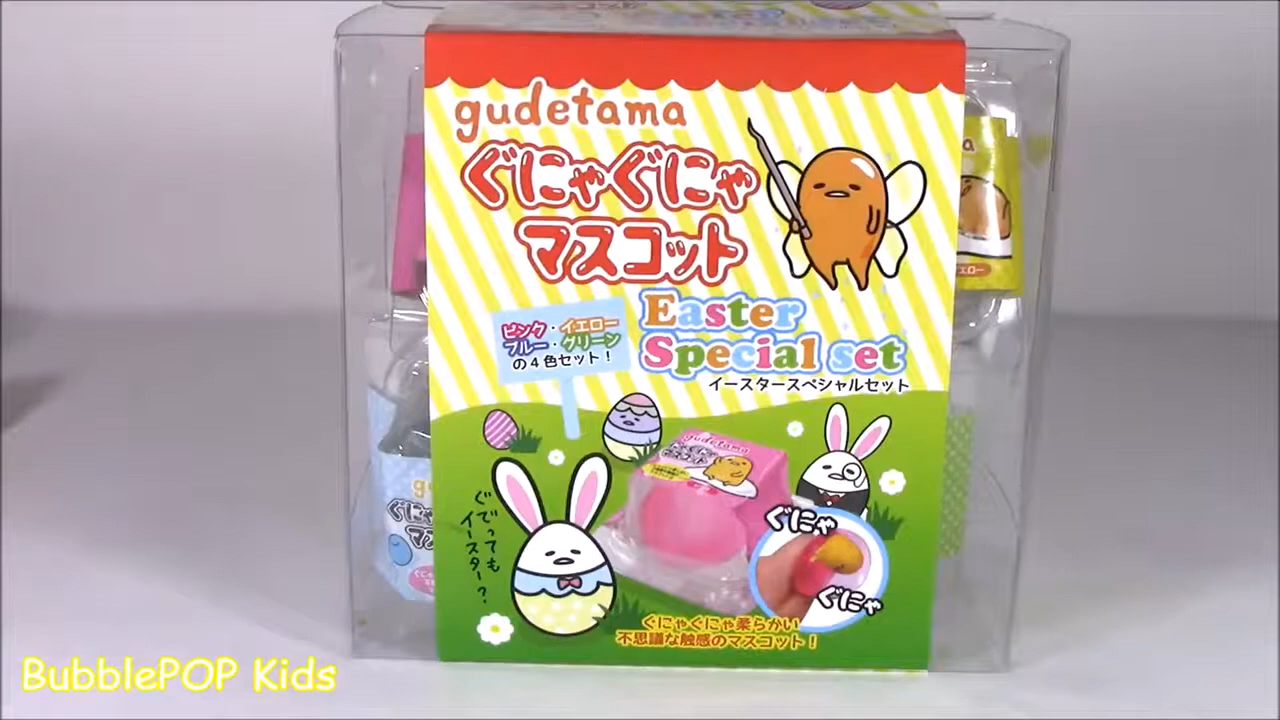 gudetama
ぐにゃぐにゃ
マスコット
Easter
Special set
イースタースペシャルセット
ピンク・イエロー
ブルー・グリーン
の4色セット!
gudetama
ぐにゃ
ぐにゃ
ぐでっても
イースター?
ぐにゃぐにゃ柔らかい
不思議な触感のマスコット!
BubblePOP Kids